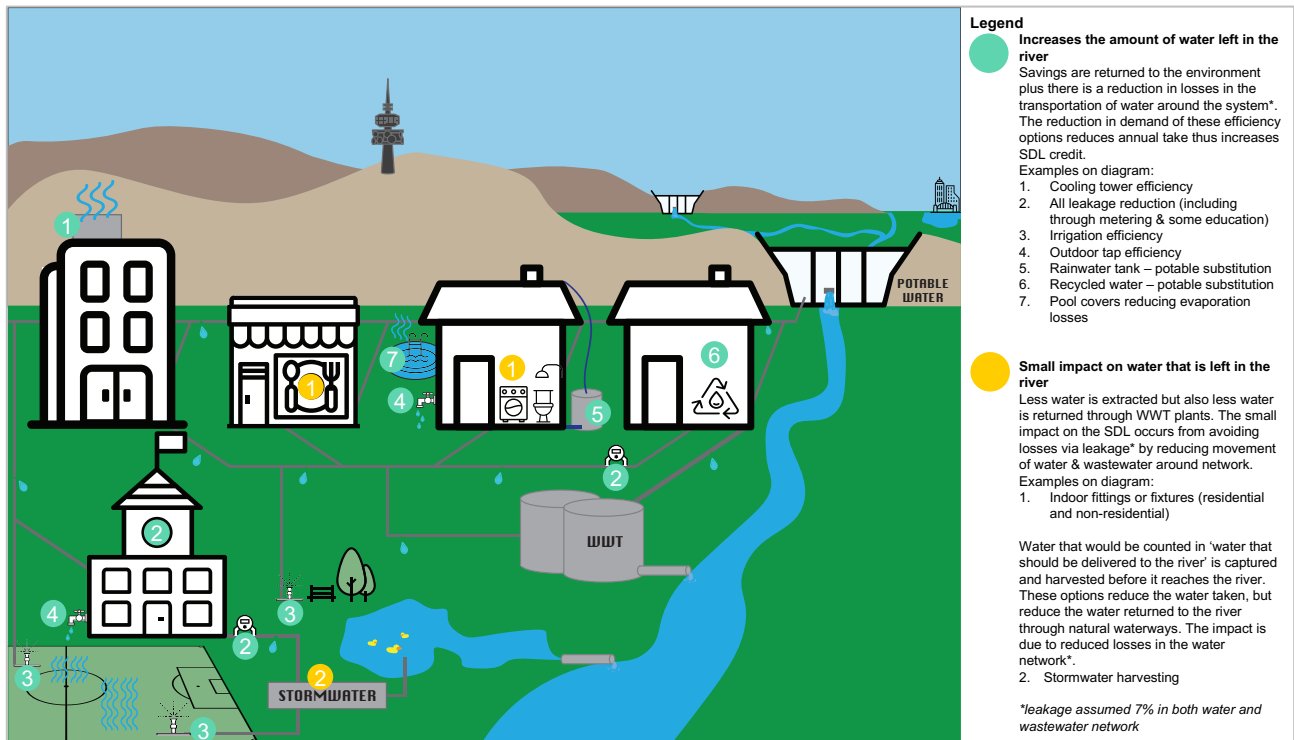 1
POTABLE
WATER
7
1
1
6
4
5
2
2
WWT
4
3
2
3
2
STORMWATER
3
Legend
Increases the amount of water left in the
river
Savings are returned to the environment
plus there is a reduction in losses in the
transportation of water around the system*.
The reduction in demand of these efficiency
options reduces annual take thus increases
SDL credit.
Examples on diagram:
1. Cooling tower efficiency
2. All leakage reduction (including
through metering & some education)
3. Irrigation efficiency
4. Outdoor tap efficiency
5. Rainwater tank – potable substitution
6. Recycled water – potable substitution
7. Pool covers reducing evaporation
losses
Small impact on water that is left in the
river
Less water is extracted but also less water
is returned through WWT plants. The small
impact on the SDL occurs from avoiding
losses via leakage* by reducing movement
of water & wastewater around network.
Examples on diagram:
1. Indoor fittings or fixtures (residential
and non-residential)
Water that would be counted in ‘water that
should be delivered to the river’ is captured
and harvested before it reaches the river.
These options reduce the water taken, but
reduce the water returned to the river
through natural waterways. The impact is
due to reduced losses in the water
network*.
2. Stormwater harvesting
*leakage assumed 7% in both water and
wastewater network